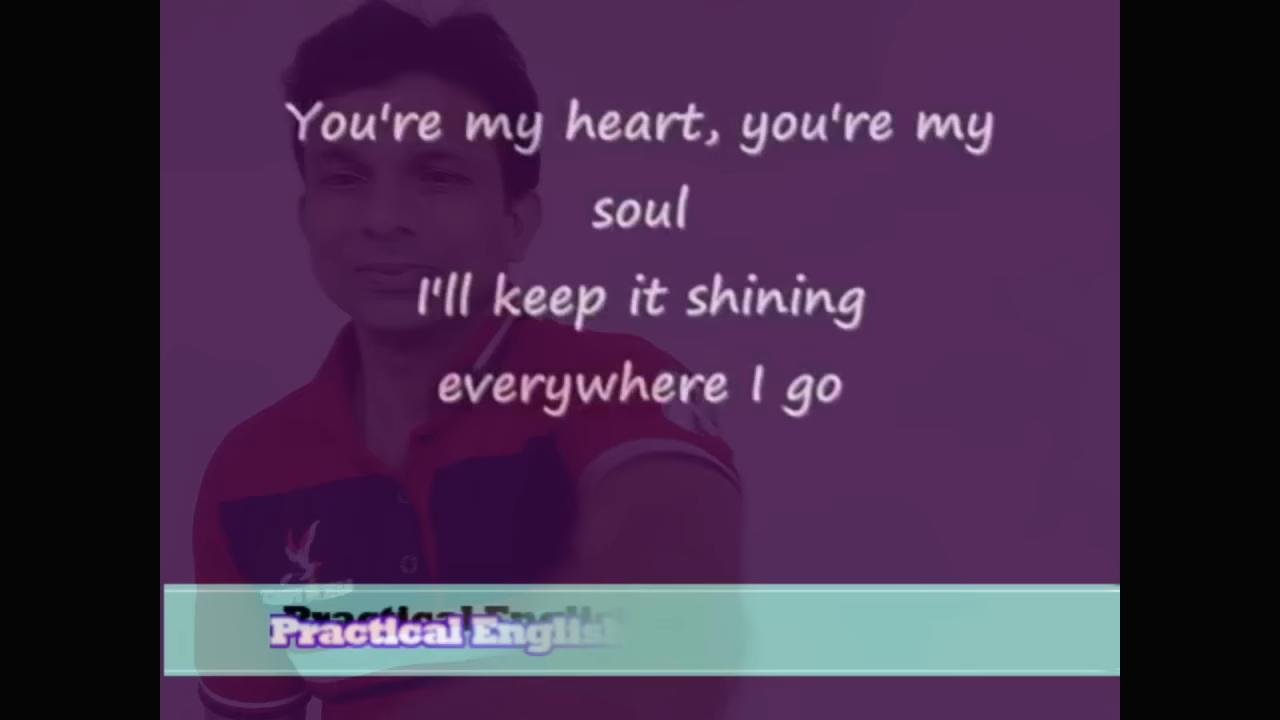 You're my heart, you're my
soul
I'll keep it shining
everywhere I go
Practical English